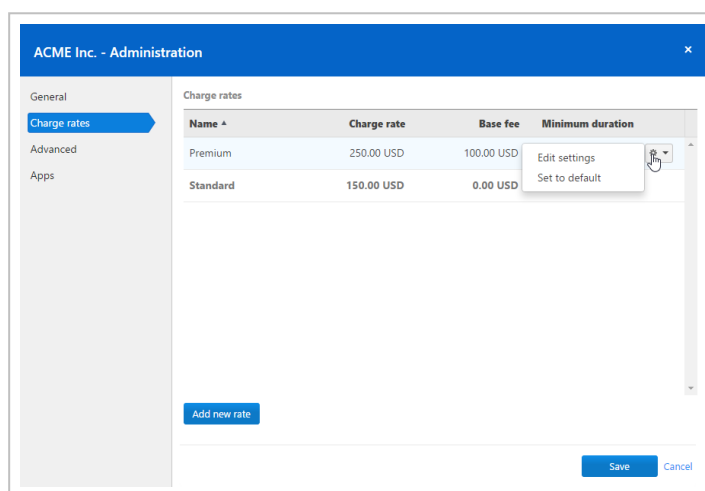 ACME Inc. - Administration ×
General
Charge rates
Advanced
Apps
Charge rates
Name Charge rate Base fee Minimum duration
Premium 250.00 USD 100.00 USD
Edit settings
Set to default
Standard 150.00 USD 0.00 USD
Add new rate
Save Cancel